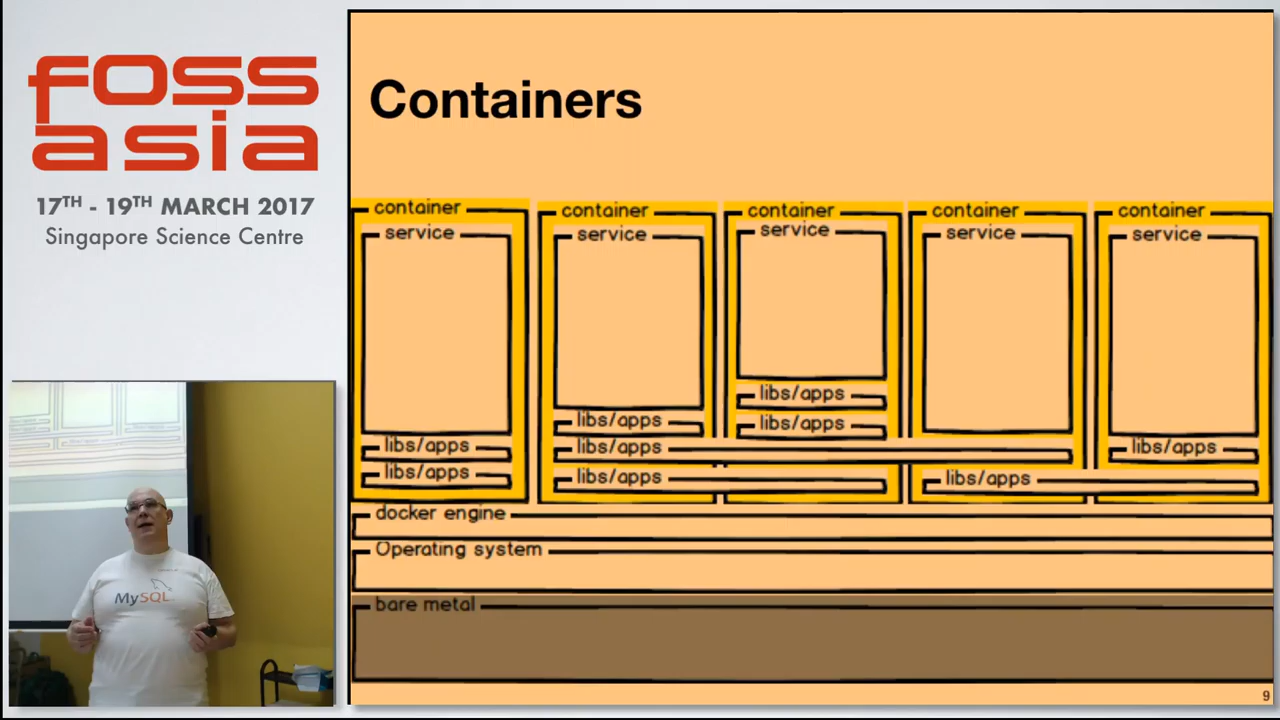 foss
asia
17TH - 19TH MARCH 2017
Singapore Science Centre
Containers
container
container
container
container
container
service
service
service
service
service
libs/apps
libs/apps
libs/apps
libs/apps
libs/apps
libs/apps
libs/apps
libs/apps
libs/apps
docker engine
Operating system
bare metal
MySQL
9